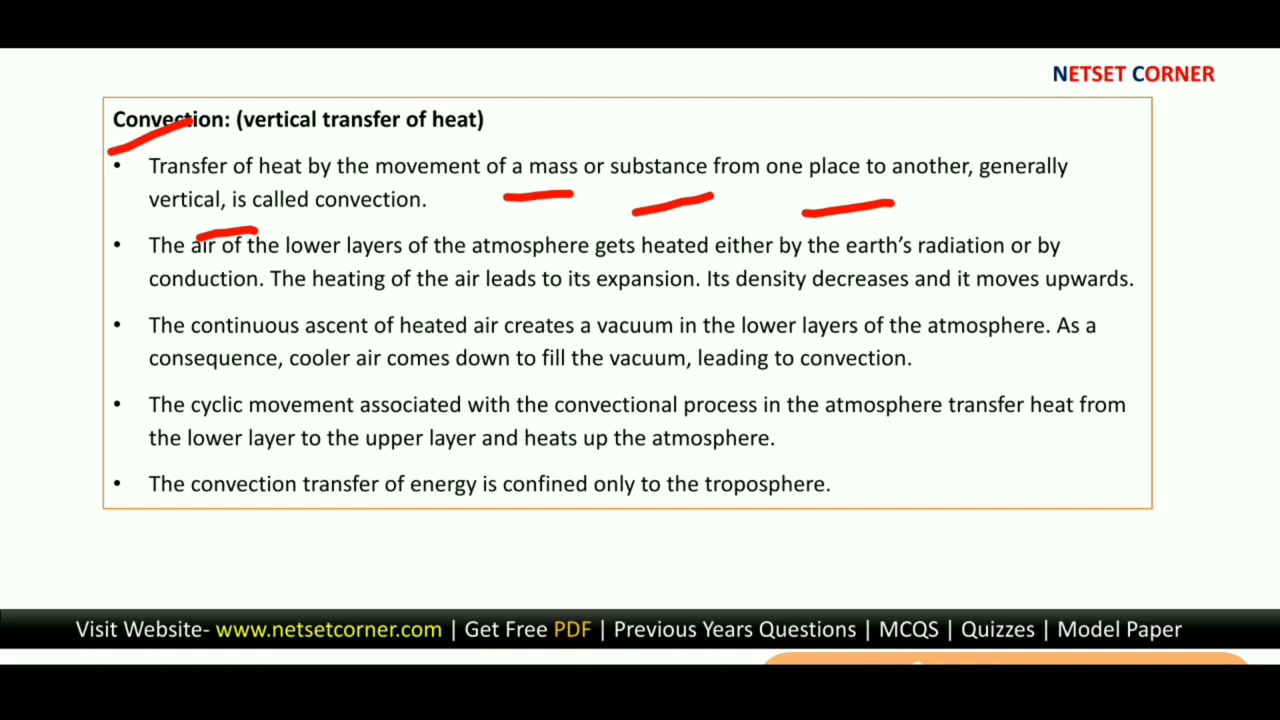 NETSET CORNER
Convection: (vertical transfer of heat)
• Transfer of heat by the movement of a mass or substance from one place to another, generally
vertical, is called convection.
• The air of the lower layers of the atmosphere gets heated either by the earth's radiation or by
conduction. The heating of the air leads to its expansion. Its density decreases and it moves upwards.
• The continuous ascent of heated air creates a vacuum in the lower layers of the atmosphere. As a
consequence, cooler air comes down to fill the vacuum, leading to convection.
• The cyclic movement associated with the convectional process in the atmosphere transfer heat from
the lower layer to the upper layer and heats up the atmosphere.
• The convection transfer of energy is confined only to the troposphere.
Visit Website- www.netsetcorner.com | Get Free PDF | Previous Years Questions | MCQS | Quizzes | Model Paper